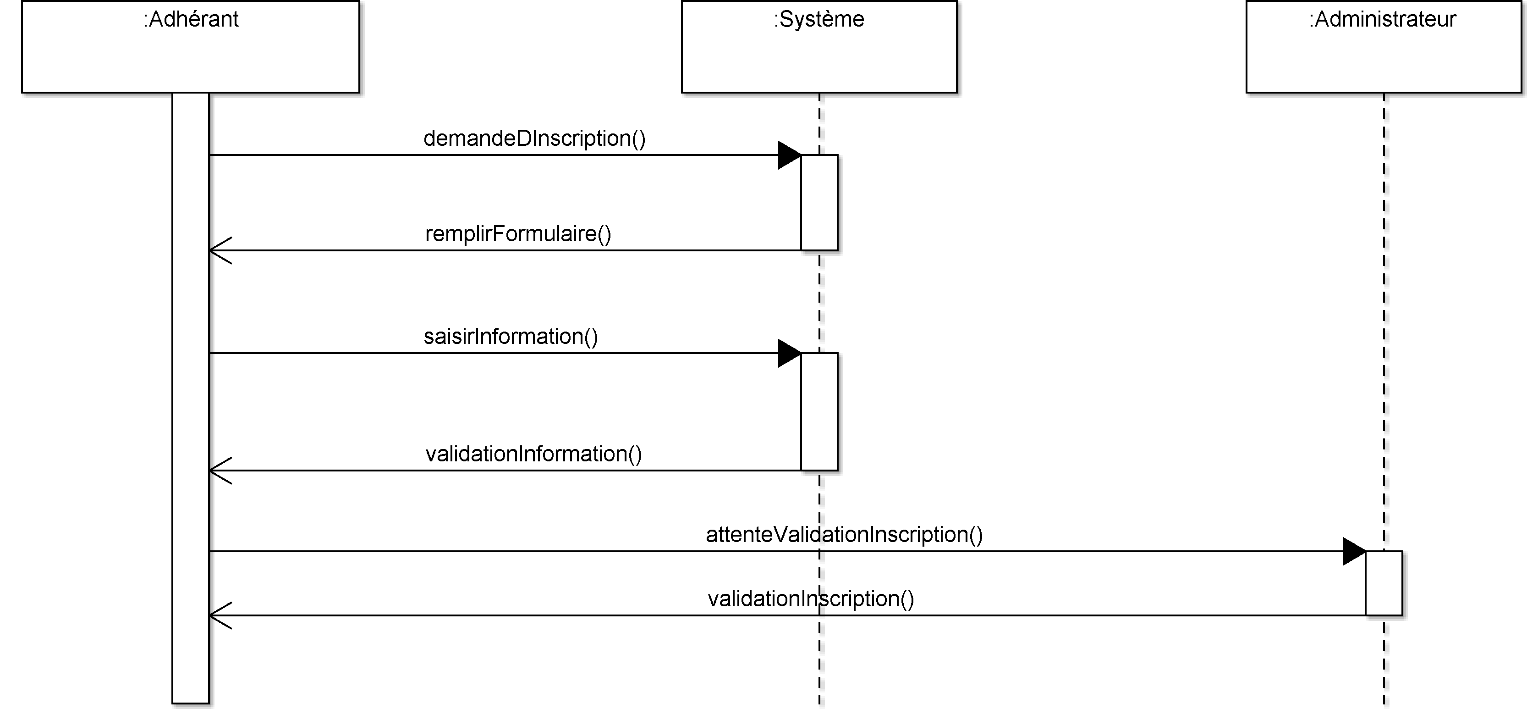 :Adhérant
:Système
:Administrateur
demandeDInscription()
remplirFormulaire()
saisirInformation()
validationInformation()
attenteValidationInscription()
validationInscription()